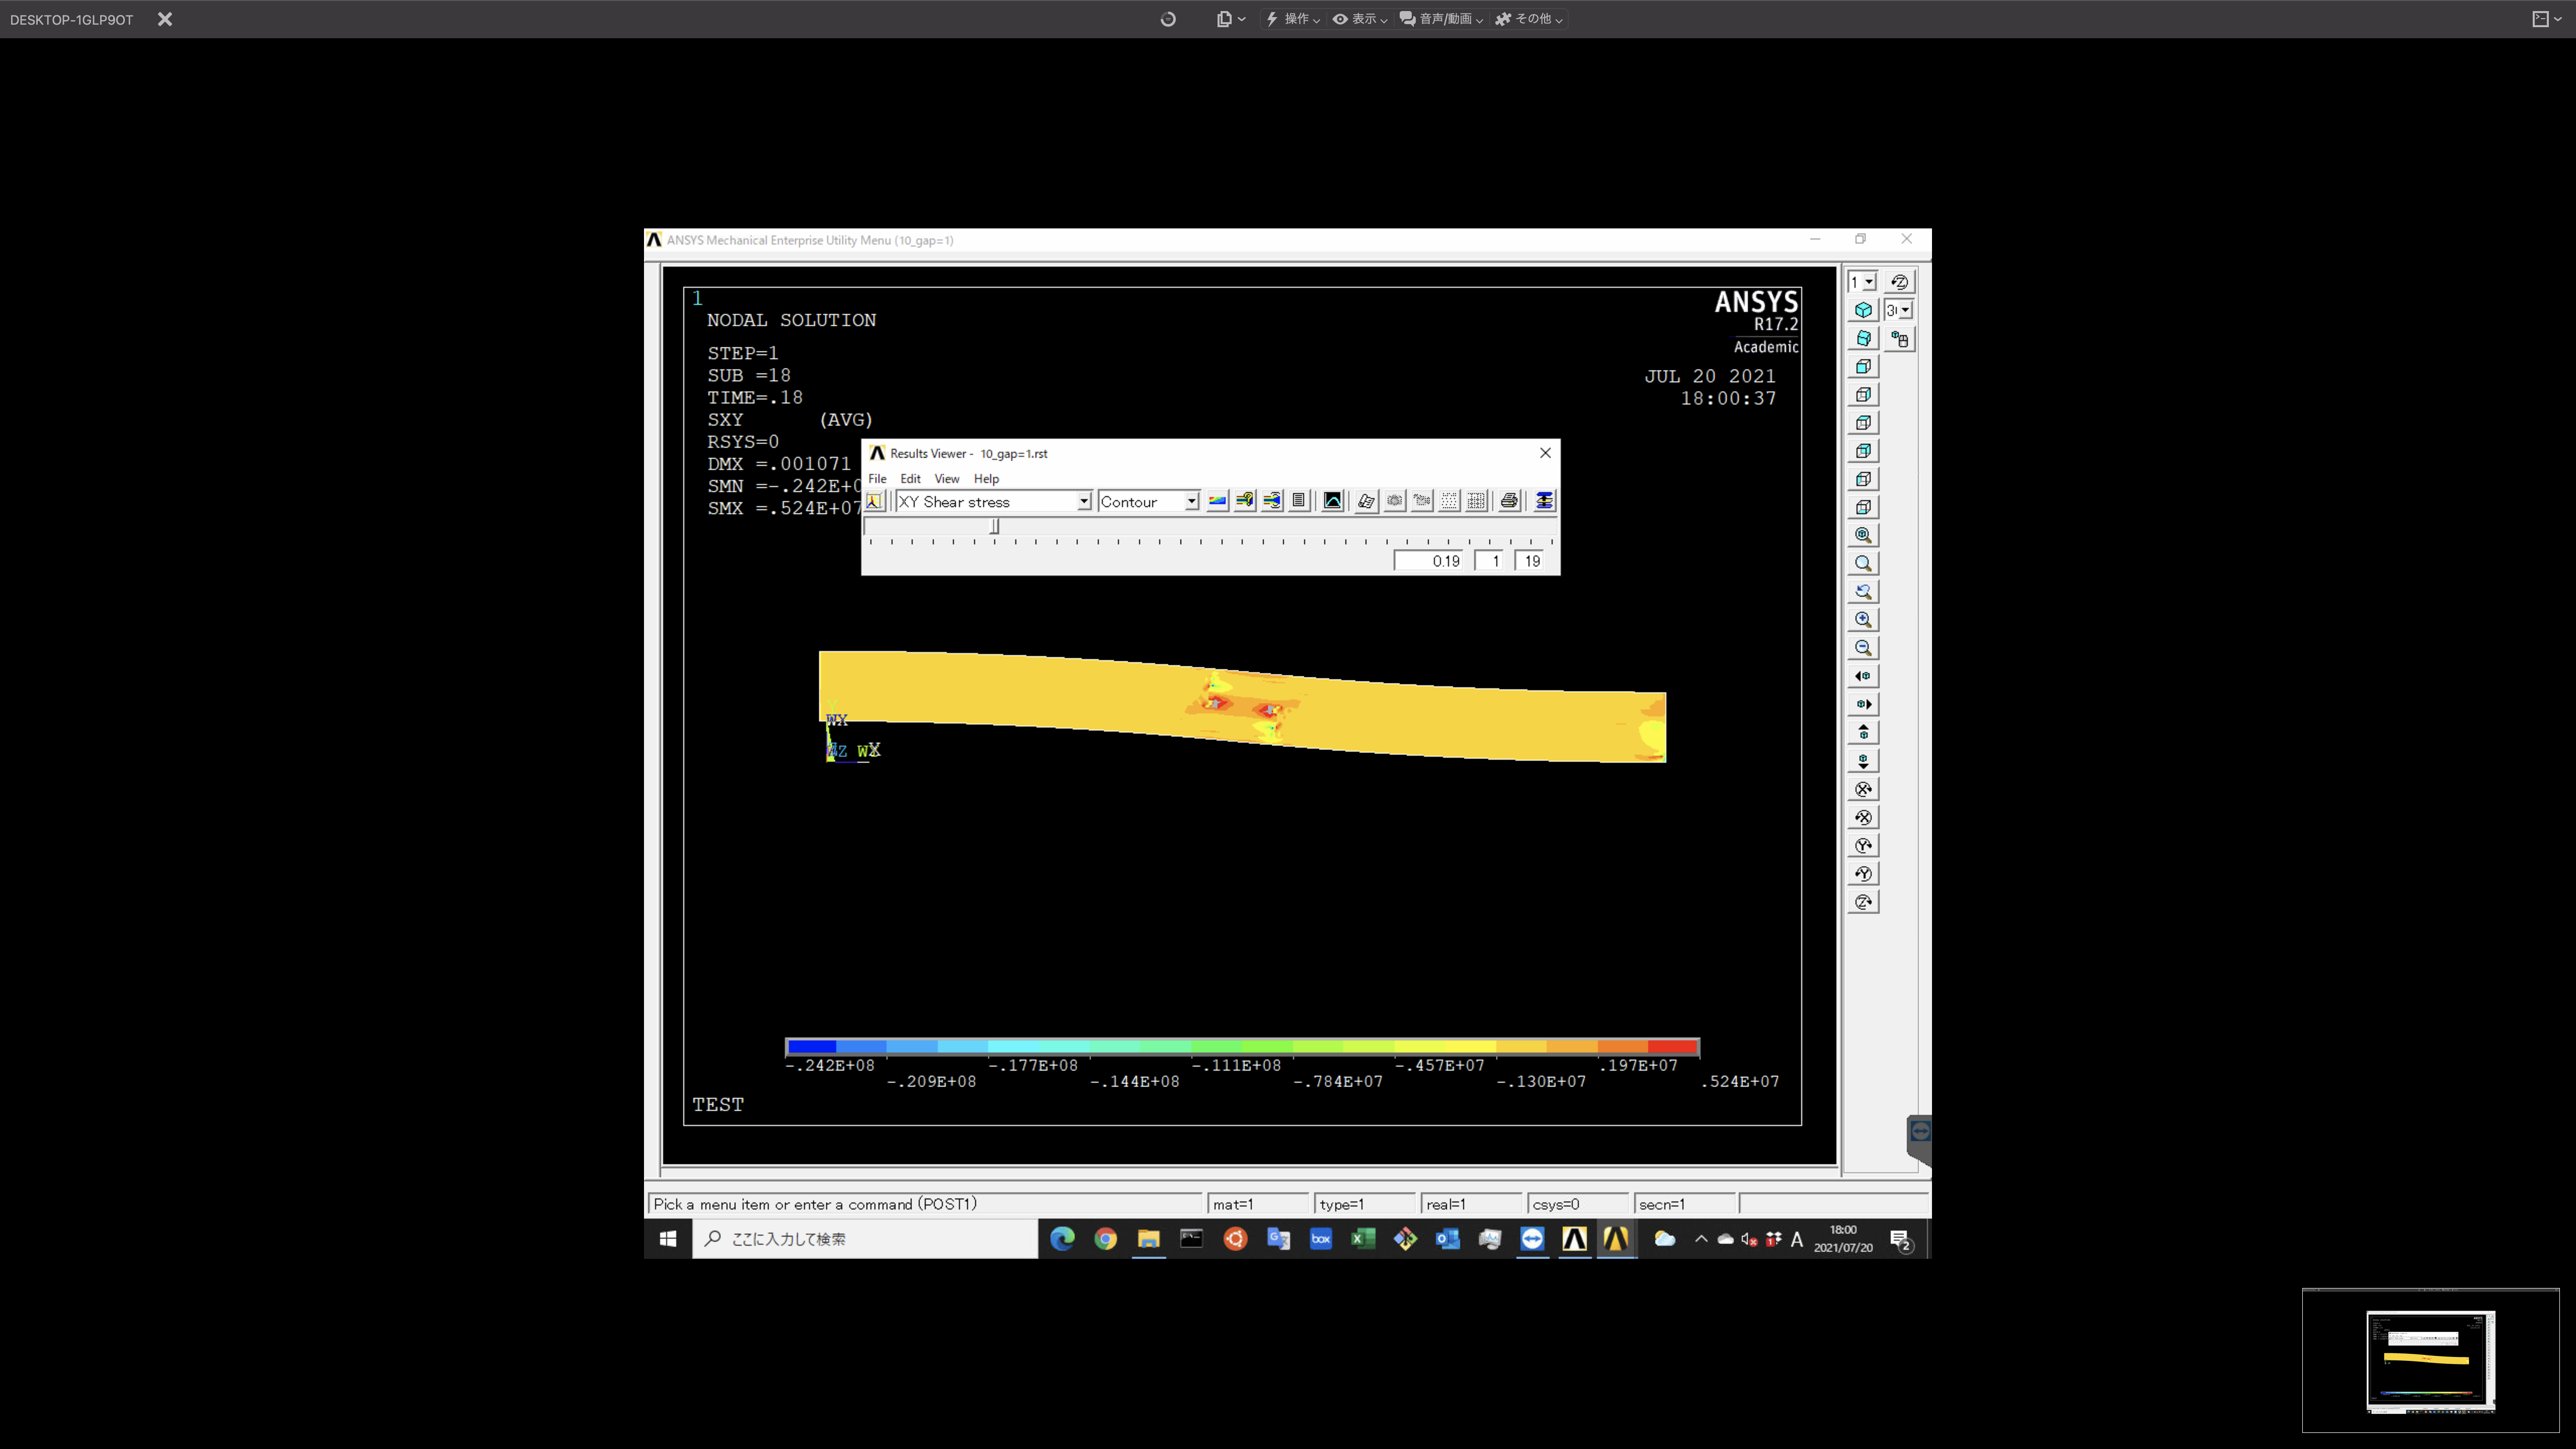 DESKTOP-1GLP9OT
操作 表示 音声/動画 その他
ANSYS Mechanical Enterprise Utility Menu (10_gap=1)
1
NODAL SOLUTION
STEP=1
SUB =18
TIME=.18
SXY (AVG)
RSYS=0
DMX =.001071
SMN =-.242E+0
SMX =.524E+07
ANSYS
R17.2
Academic
JUL 20 2021
18:00:37
1
Results Viewer - 10_gap=1.rst
File Edit View Help
XY Shear stress Contour
0.19 1 19
WY
WX
-.242E+08 -.177E+08 -.111E+08 -.457E+07 .197E+07
-.209E+08 -.144E+08 -.784E+07 -.130E+07 .524E+07
TEST
Pick a menu item or enter a command (POST1) mat=1 type=1 real=1 csys=0 secn=1
ここに入力して検索
box
A
18:00
2021/07/20
2